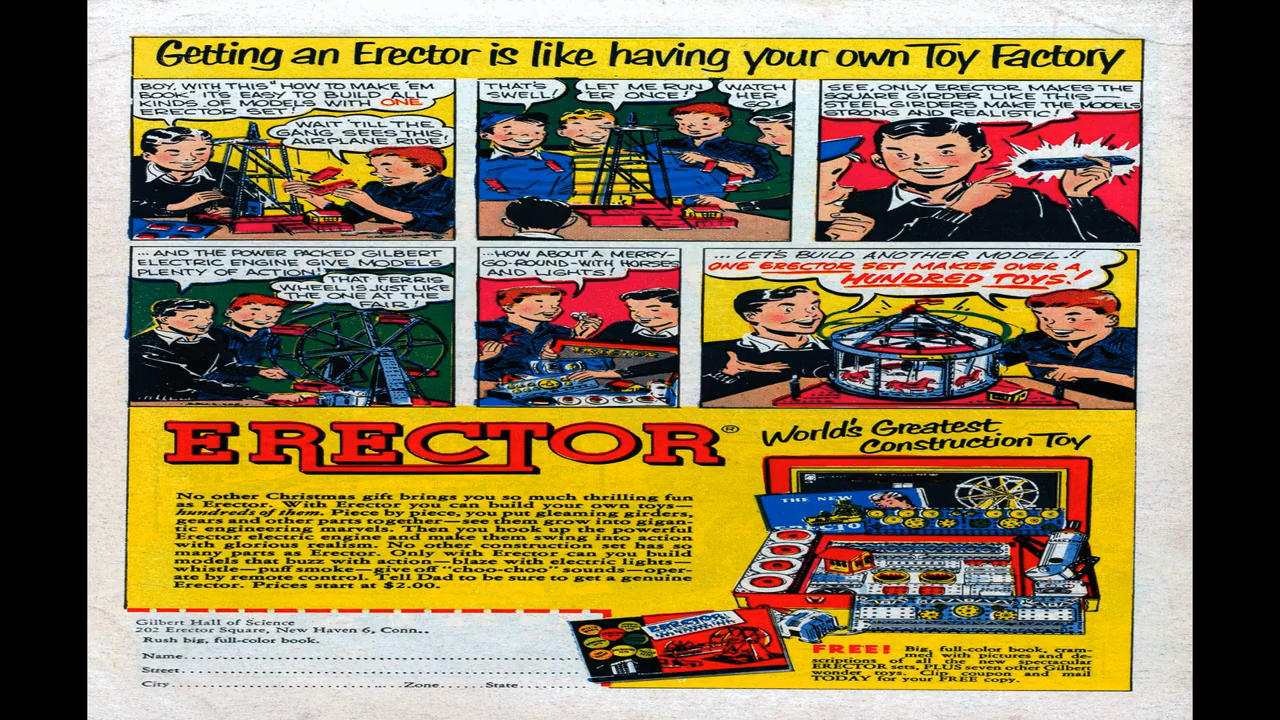 Getting an Erector is like having your own Toy Factory
BOY, WITH THIS "HOW TO MAKE 'EM
BOOK" IT'S EASY TO BUILD ALL
KINDS OF MODELS WITH ONE
ERECTOR SET!
WAIT 'TILL THE
GANG SEES THIS
AIRPLANE RIDE!
THAT'S
SWELL!
LET ME RUN
'ER ONCE!
WATCH
HER
GO!
SEE, ONLY ERECTOR MAKES THE
SQUARE GIRDERS LIKE THIS—
STEEL GIRDERS MAKE THE MODELS
STRONG AND REALISTIC!
...AND THE POWER PACKED GILBERT
ELECTRIC ENGINE GIVE MODELS
PLENTY OF ACTION!
THAT FERRIS
WHEEL IS JUST LIKE
THE ONE AT THE
FAIR!
...HOW ABOUT A MERRY-
GO-ROUND—WITH HORSES
AND LIGHTS!
... LET'S BUILD ANOTHER MODEL.!!
ONE ERECTOR SET MAKES OVER A
HUNDRED TOYS!
ERECTOR®
World's Greatest
Construction Toy
No other Christmas gift brings you so much thrilling fun
as Erector. With Erector you can build your own toys—
hundreds of them. Piece by piece, you put gleaming girders,
gears and other parts together—see them grow into gigan-
tic engineering marvels. Then you hook up the powerful
Erector electric engine and make them swing into action
with glorious realism. No other construction set has so
many parts as Erector. Only with Erector can you build
models that buzz with action—blaze with electric lights—
whistle—puff smoke—give off "choo-choo" sounds—oper-
ate by remote control. Tell Dad to be sure to get a genuine
Erector. Prices start at $2.00.
THE NEW
Gilbert Hall of Science
202 Erector Square, New Haven 6, Conn..
Rush big, full-color book.
Name
Street
City Zone State
FREE! Big, full-color book, cram-
med with pictures and de-
scriptions of all the new spectacular
ERECTOR sets, PLUS seven other Gilbert
wonder toys. Clip coupon and mail
TODAY for your FREE copy.